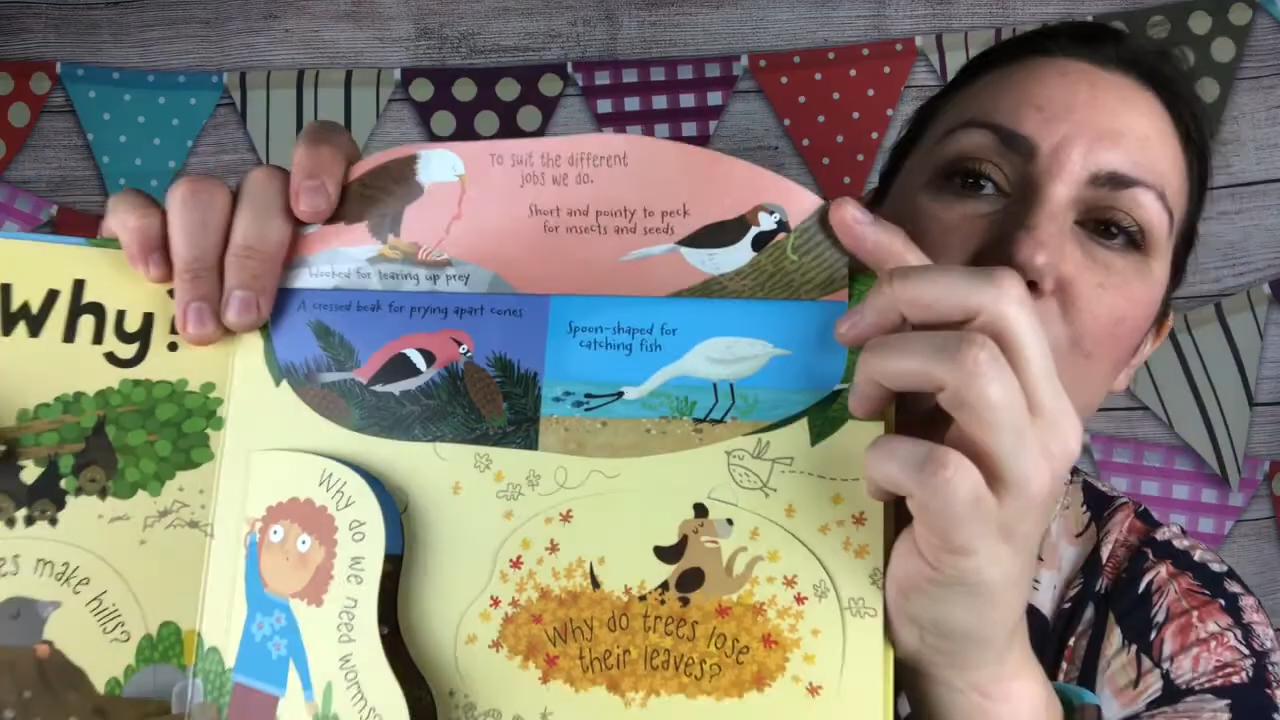 Why?
To suit the different
jobs we do.
Short and pointy to peck
for insects and seeds
Hooked for tearing up prey
A crossed beak for prying apart cones
Spoon-shaped for
catching fish
make hills?
Why do we need worms?
Why do trees lose
their leaves?